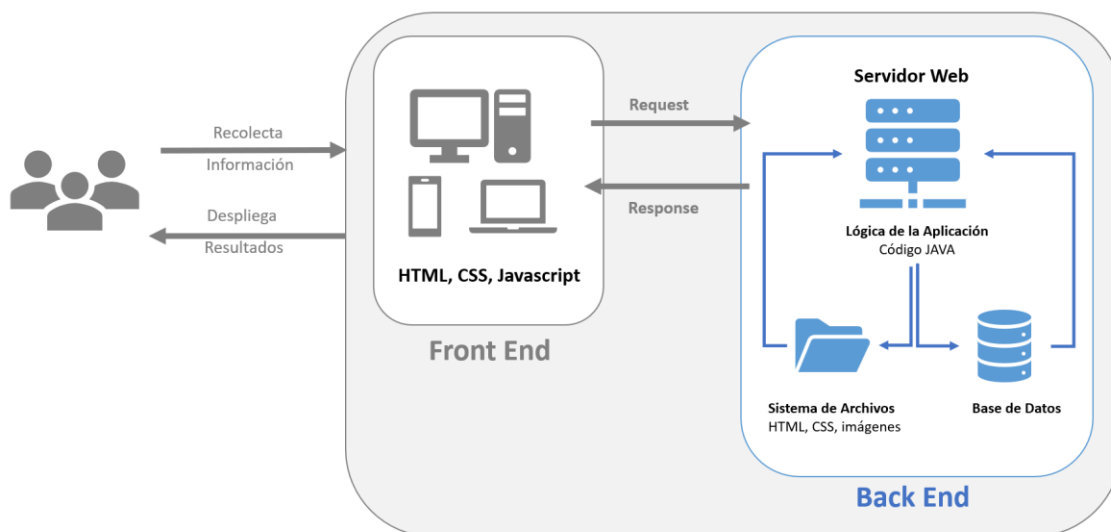 Recolecta
Información
Despliega
Resultados
HTML, CSS, Javascript
Front End
Request
Response
Servidor Web
Lógica de la Aplicación
Código JAVA
Sistema de Archivos
HTML, CSS, imágenes
Base de Datos
Back End